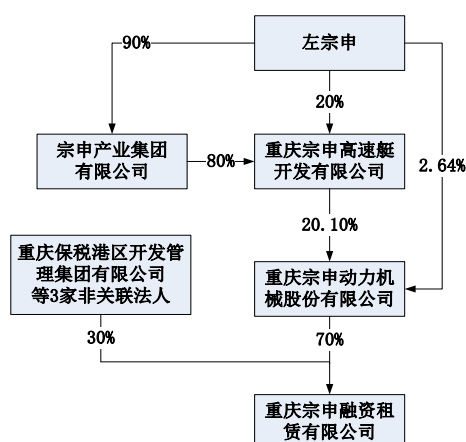 90%
左宗申
20%
宗申产业集团
有限公司
80%
重庆宗申高速艇
开发有限公司
2.64%
20.10%
重庆保税港区开发管
理集团有限公司
等3家非关联法人
重庆宗申动力机
械股份有限公司
30%
70%
重庆宗申融资租
赁有限公司